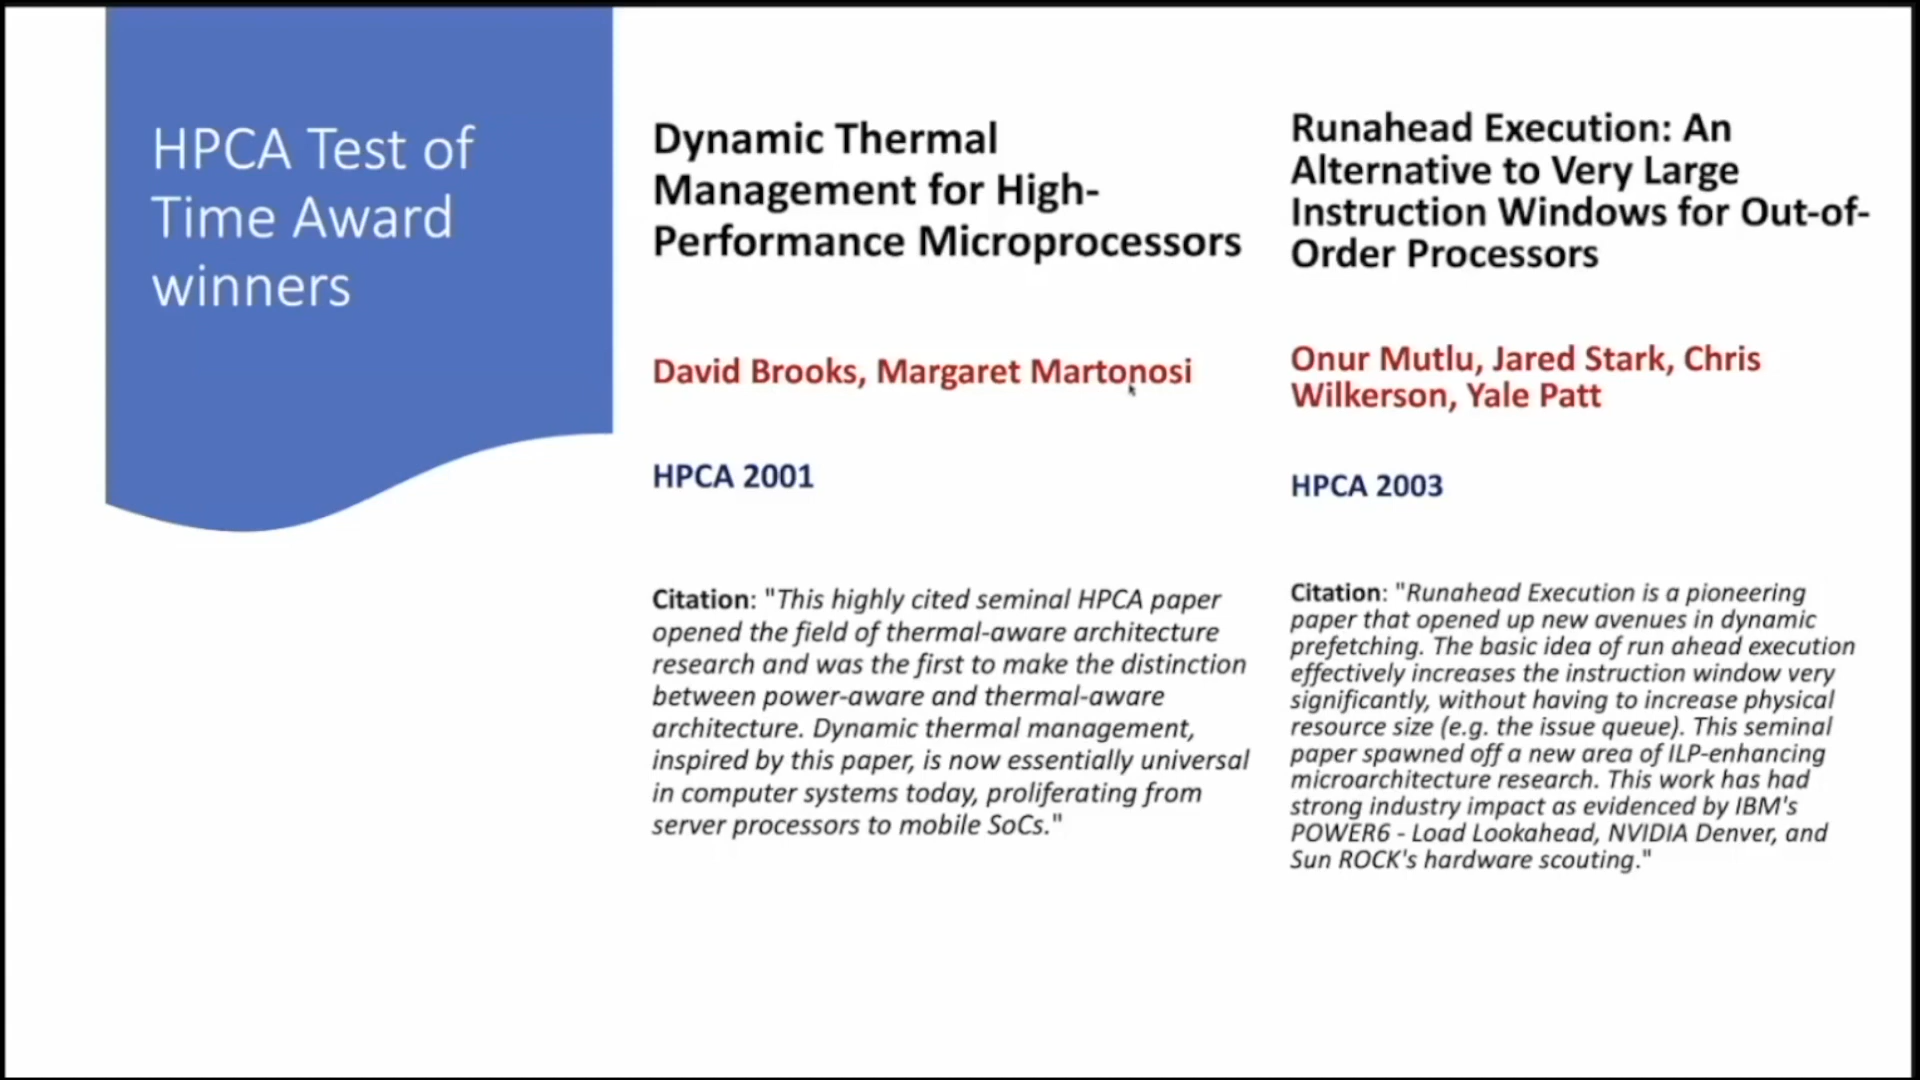 HPCA Test of
Time Award
winners
Dynamic Thermal
Management for High-
Performance Microprocessors
David Brooks, Margaret Martonosi
HPCA 2001
Citation: "This highly cited seminal HPCA paper
opened the field of thermal-aware architecture
research and was the first to make the distinction
between power-aware and thermal-aware
architecture. Dynamic thermal management,
inspired by this paper, is now essentially universal
in computer systems today, proliferating from
server processors to mobile SoCs."
Runahead Execution: An
Alternative to Very Large
Instruction Windows for Out-of-
Order Processors
Onur Mutlu, Jared Stark, Chris
Wilkerson, Yale Patt
HPCA 2003
Citation: "Runahead Execution is a pioneering
paper that opened up new avenues in dynamic
prefetching. The basic idea of run ahead execution
effectively increases the instruction window very
significantly, without having to increase physical
resource size (e.g. the issue queue). This seminal
paper spawned off a new area of ILP-enhancing
microarchitecture research. This work has had
strong industry impact as evidenced by IBM's
POWER6 - Load Lookahead, NVIDIA Denver, and
Sun ROCK's hardware scouting."